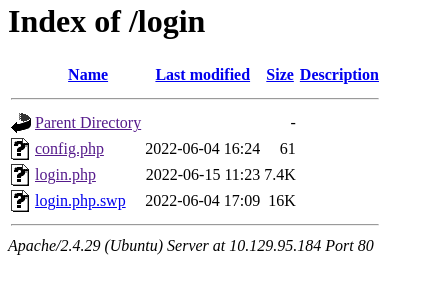 Index of /login
Name Last modified Size Description
Parent Directory -
config.php 2022-06-04 16:24 61
login.php 2022-06-15 11:23 7.4K
login.php.swp 2022-06-04 17:09 16K
Apache/2.4.29 (Ubuntu) Server at 10.129.95.184 Port 80